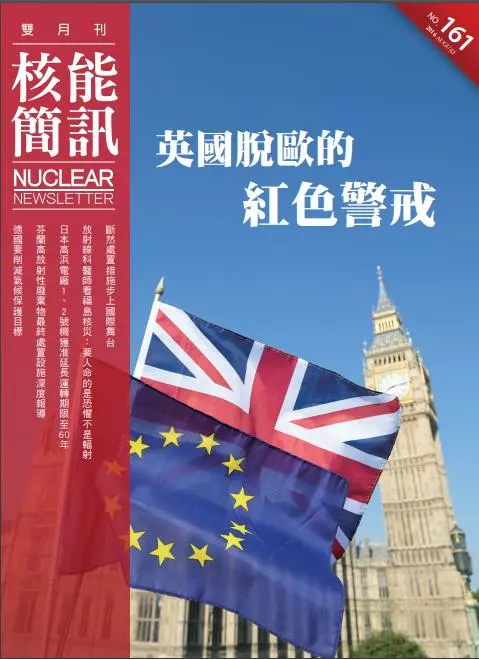 雙月刊
核能
簡訊
NUCLEAR
NEWSLETTER
NO. 161
2016 AUGUST
英國脫歐的
紅色警戒
斷然處置措施步上國際舞台
放射線科醫師看福島核災：要人命的是恐懼不是輻射
日本高浜電廠1、2號機獲准延長運轉期限至60年
芬蘭高放射性廢棄物最終處置設施深度報導
德國要削減氣候保護目標